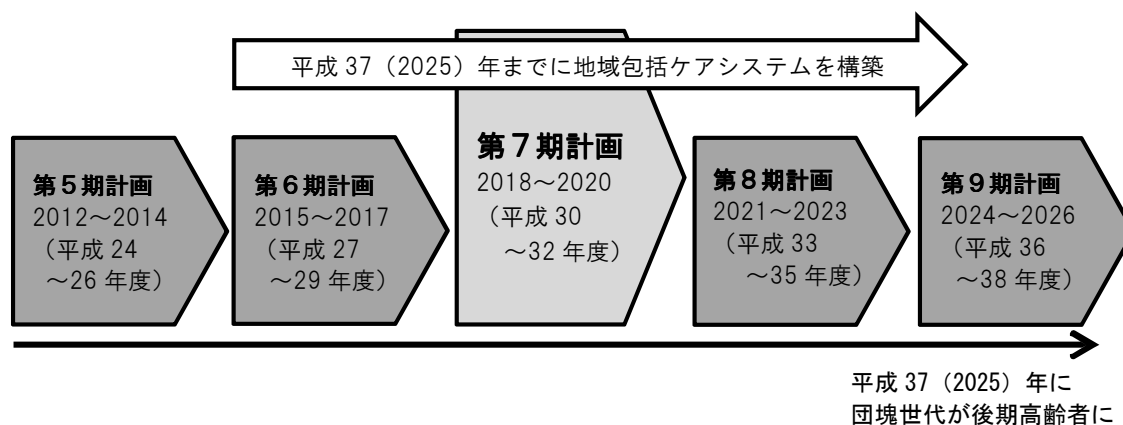 平成 37（2025）年までに地域包括ケアシステムを構築
第５期計画
2012～2014
（平成 24
～26 年度）
第６期計画
2015～2017
（平成 27
～29 年度）
第７期計画
2018～2020
（平成 30
～32 年度）
第８期計画
2021～2023
（平成 33
～35 年度）
第９期計画
2024～2026
（平成 36
～38 年度）
平成 37（2025）年に
団塊世代が後期高齢者に